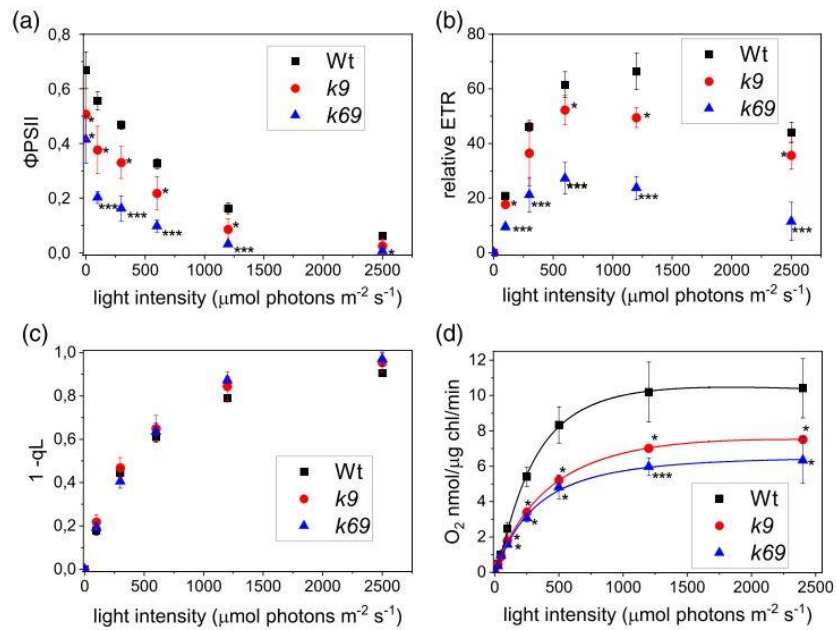 (a)
0,8
0,6
0,4
0,2
0,0
ΦPSII
Wt
k9
k69
*
*
*
*
*
*
***
***
***
***
*
0 500 1000 1500 2000 2500
light intensity (μmol photons m⁻² s⁻¹)
(b)
80
60
40
20
0
relative ETR
Wt
k9
k69
*
*
*
*
***
***
***
***
***
0 500 1000 1500 2000 2500
light intensity (μmol photons m⁻² s⁻¹)
(c)
1,0
0,8
0,6
0,4
0,2
0,0
1 -qL
Wt
k9
k69
0 500 1000 1500 2000 2500
light intensity (μmol photons m⁻² s⁻¹)
(d)
12
10
8
6
4
2
0
O₂ nmol/μg chl/min
Wt
k9
k69
*
*
*
*
*
*
*
*
***
*
0 400 800 1200 1600 2000 2400
light intensity (μmol photons m⁻² s⁻¹)